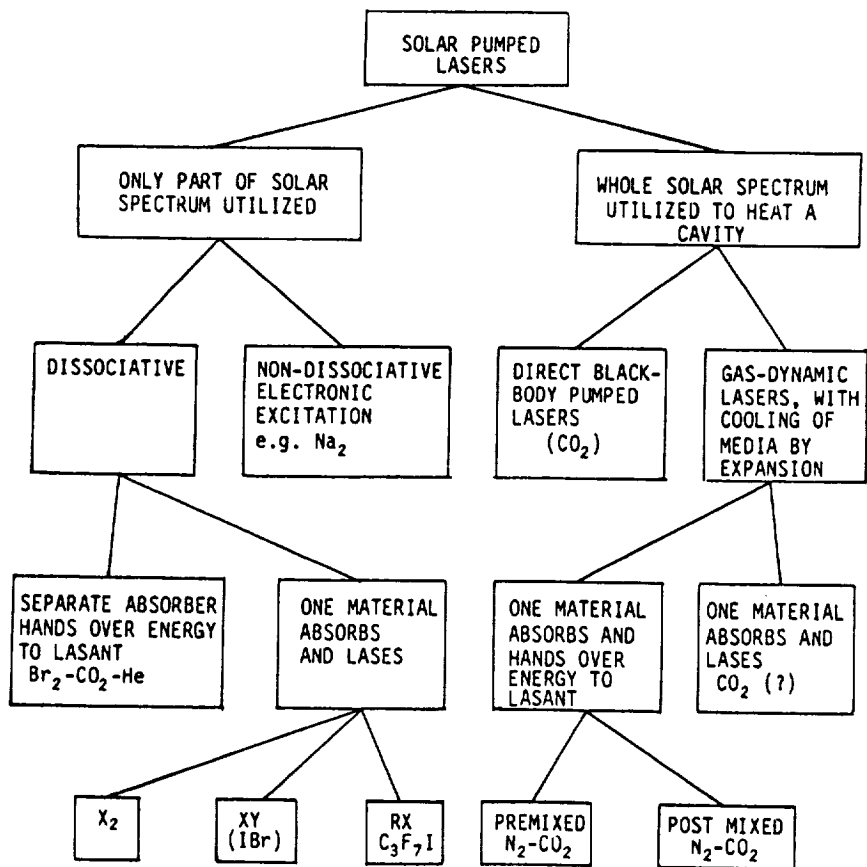 SOLAR PUMPED
LASERS
ONLY PART OF SOLAR
SPECTRUM UTILIZED
WHOLE SOLAR SPECTRUM
UTILIZED TO HEAT A
CAVITY
DISSOCIATIVE
NON-DISSOCIATIVE
ELECTRONIC
EXCITATION
e.g. Na₂
DIRECT BLACK-
BODY PUMPED
LASERS
(CO₂)
GAS-DYNAMIC
LASERS, WITH
COOLING OF
MEDIA BY
EXPANSION
SEPARATE ABSORBER
HANDS OVER ENERGY
TO LASANT
Br₂-CO₂-He
ONE MATERIAL
ABSORBS
AND LASES
ONE MATERIAL
ABSORBS AND
HANDS OVER
ENERGY TO
LASANT
ONE MATERIAL
ABSORBS AND
LASES
CO₂ (?)
X₂
XY
(IBr)
RX
C₃F₇I
PREMIXED
N₂-CO₂
POST MIXED
N₂-CO₂